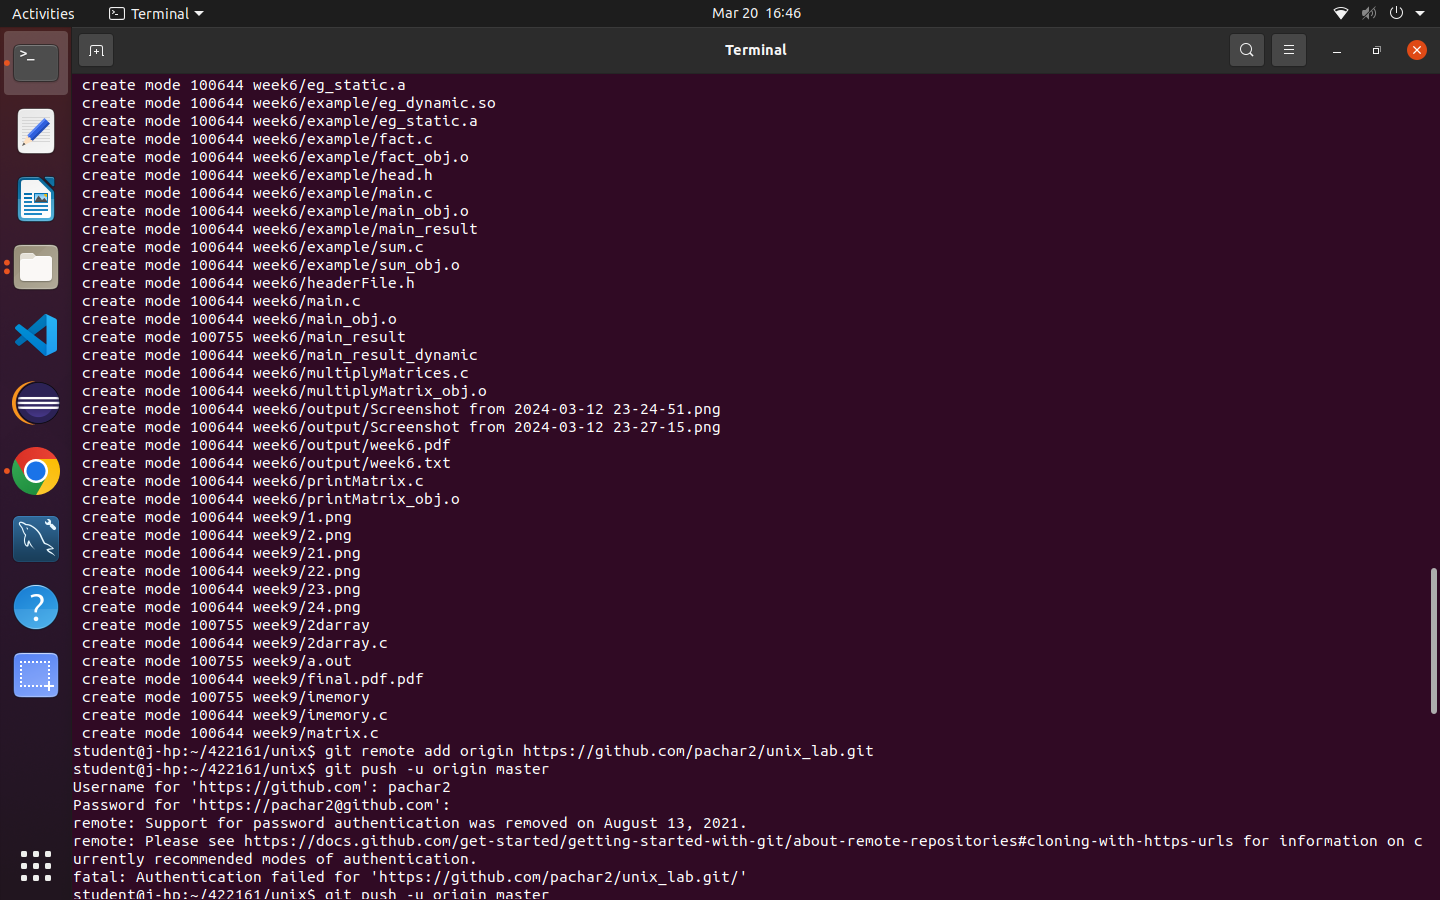 Activities
Terminal
Mar 20 16:46
Terminal
create mode 100644 week6/eg_static.a
create mode 100644 week6/example/eg_dynamic.so
create mode 100644 week6/example/eg_static.a
create mode 100644 week6/example/fact.c
create mode 100644 week6/example/fact_obj.o
create mode 100644 week6/example/head.h
create mode 100644 week6/example/main.c
create mode 100644 week6/example/main_obj.o
create mode 100644 week6/example/main_result
create mode 100644 week6/example/sum.c
create mode 100644 week6/example/sum_obj.o
create mode 100644 week6/headerFile.h
create mode 100644 week6/main.c
create mode 100644 week6/main_obj.o
create mode 100755 week6/main_result
create mode 100644 week6/main_result_dynamic
create mode 100644 week6/multiplyMatrices.c
create mode 100644 week6/multiplyMatrix_obj.o
create mode 100644 week6/output/Screenshot from 2024-03-12 23-24-51.png
create mode 100644 week6/output/Screenshot from 2024-03-12 23-27-15.png
create mode 100644 week6/output/week6.pdf
create mode 100644 week6/output/week6.txt
create mode 100644 week6/printMatrix.c
create mode 100644 week6/printMatrix_obj.o
create mode 100644 week9/1.png
create mode 100644 week9/2.png
create mode 100644 week9/21.png
create mode 100644 week9/22.png
create mode 100644 week9/23.png
create mode 100644 week9/24.png
create mode 100755 week9/2darray
create mode 100644 week9/2darray.c
create mode 100755 week9/a.out
create mode 100644 week9/final.pdf.pdf
create mode 100755 week9/imemory
create mode 100644 week9/imemory.c
create mode 100644 week9/matrix.c
student@j-hp:~/422161/unix$ git remote add origin https://github.com/pachar2/unix_lab.git
student@j-hp:~/422161/unix$ git push -u origin master
Username for 'https://github.com': pachar2
Password for 'https://pachar2@github.com':
remote: Support for password authentication was removed on August 13, 2021.
remote: Please see https://docs.github.com/get-started/getting-started-with-git/about-remote-repositories#cloning-with-https-urls for information on c
urrently recommended modes of authentication.
fatal: Authentication failed for 'https://github.com/pachar2/unix_lab.git/'
student@j-hp:~/422161/unix$ git push -u origin master